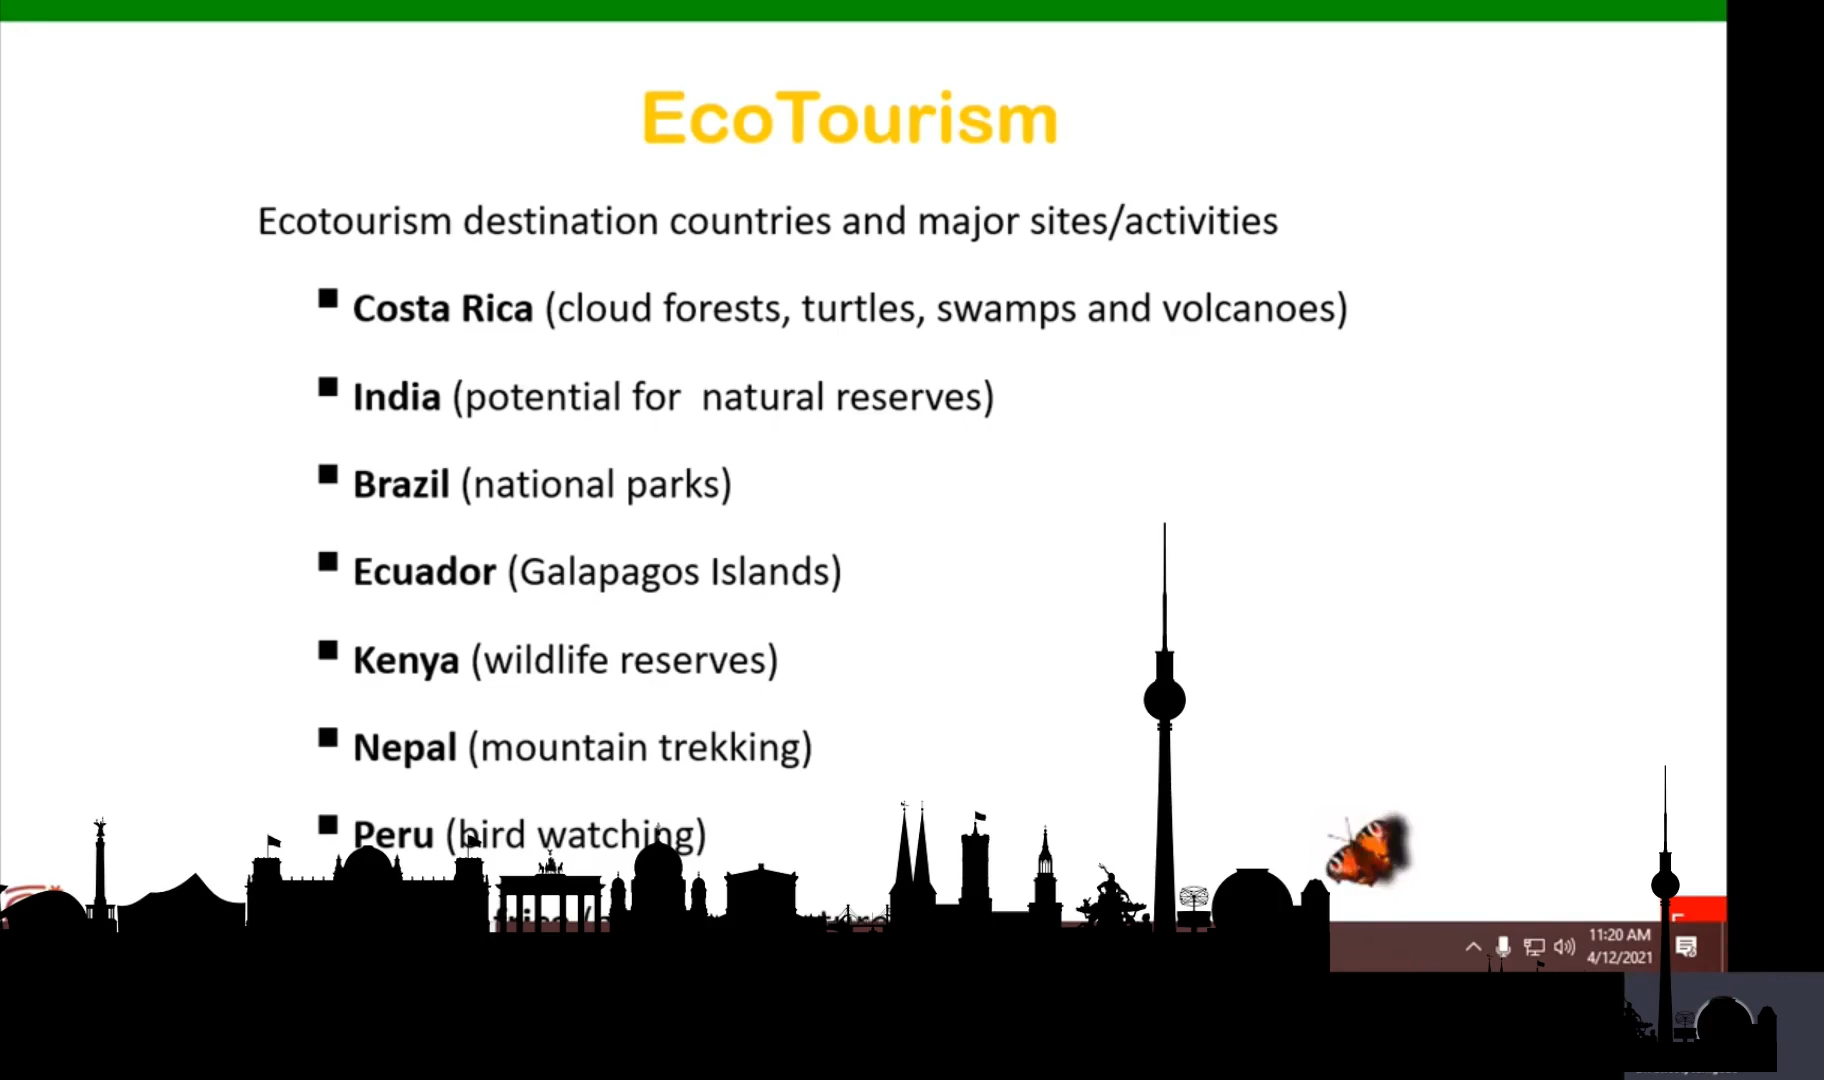 EcoTourism
Ecotourism destination countries and major sites/activities
Costa Rica (cloud forests, turtles, swamps and volcanoes)
India (potential for natural reserves)
Brazil (national parks)
Ecuador (Galapagos Islands)
Kenya (wildlife reserves)
Nepal (mountain trekking)
Peru (bird watching)
11:20 AM
4/12/2021